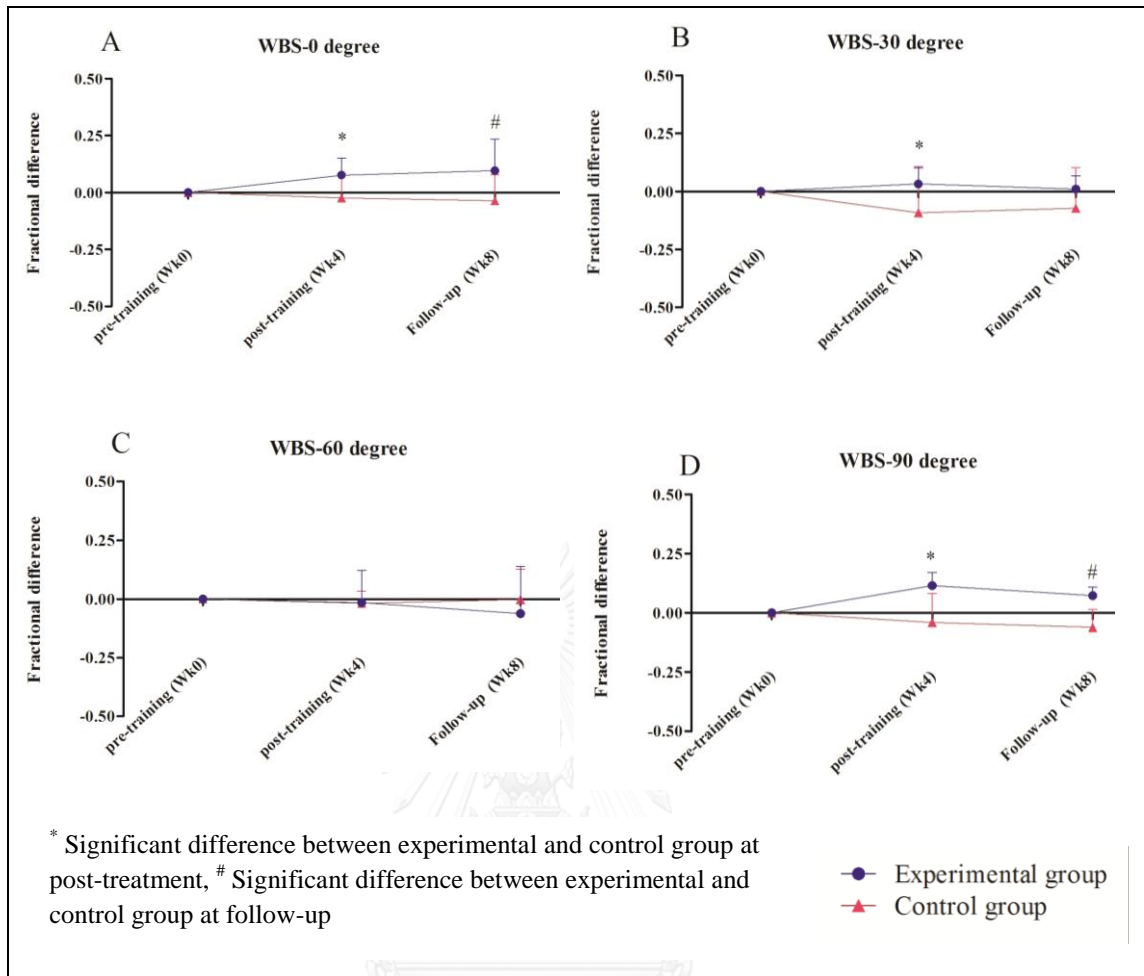 A
WBS-0 degree
Fractional difference
0.50
0.25
0.00
-0.25
-0.50
*
#
pre-training (Wk0)
post-training (Wk4)
Follow-up (Wk8)
B
WBS-30 degree
Fractional difference
0.50
0.25
0.00
-0.25
-0.50
*
pre-training (Wk0)
post-training (Wk4)
Follow-up (Wk8)
C
WBS-60 degree
Fractional difference
0.50
0.25
0.00
-0.25
-0.50
pre-training (Wk0)
post-training (Wk4)
Follow-up (Wk8)
D
WBS-90 degree
Fractional difference
0.50
0.25
0.00
-0.25
-0.50
*
#
pre-training (Wk0)
post-training (Wk4)
Follow-up (Wk8)
* Significant difference between experimental and control group at
post-treatment, # Significant difference between experimental and
control group at follow-up
Experimental group
Control group